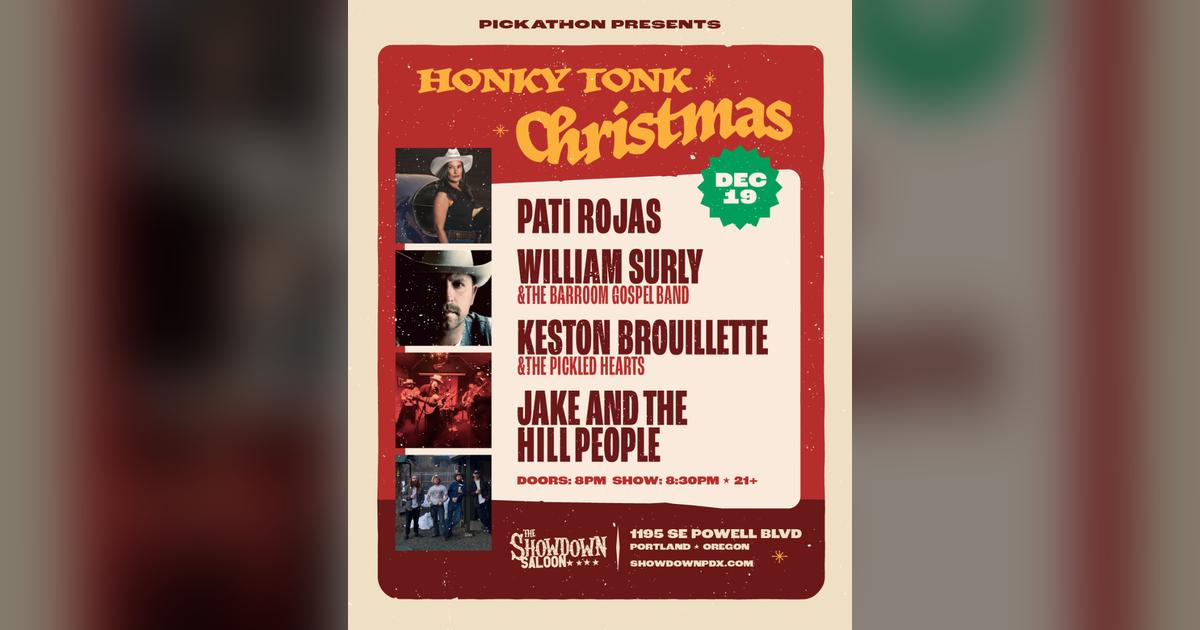 PICKATHON PRESENTS
HONKY TONK
Christmas
DEC
19
PATI ROJAS
WILLIAM SURLY
&THE BARROOM GOSPEL BAND
KESTON BROUILLETTE
&THE PICKLED HEARTS
JAKE AND THE
HILL PEOPLE
DOORS: 8PM SHOW: 8:30PM ★ 21+
THE
SHOWDOWN
SALOON★★★★
1195 SE POWELL BLVD
PORTLAND ★ OREGON
SHOWDOWNPDX.COM